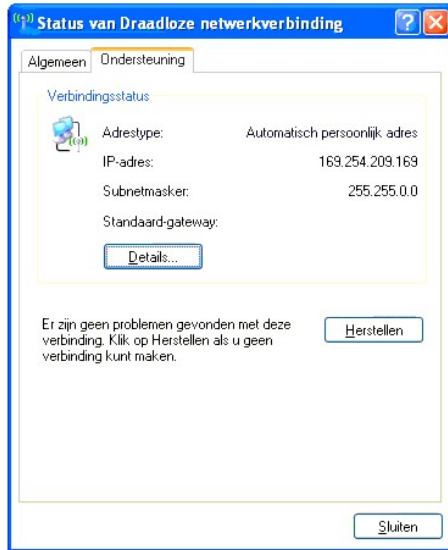 Status van Draadloze netwerkverbinding
Algemeen
Ondersteuning
Verbindingsstatus
Adrestype: Automatisch persoonlijk adres
IP-adres: 169.254.209.169
Subnetmasker: 255.255.0.0
Standaard-gateway:
Details...
Er zijn geen problemen gevonden met deze
verbinding. Klik op Herstellen als u geen
verbinding kunt maken.
Herstellen
Sluiten